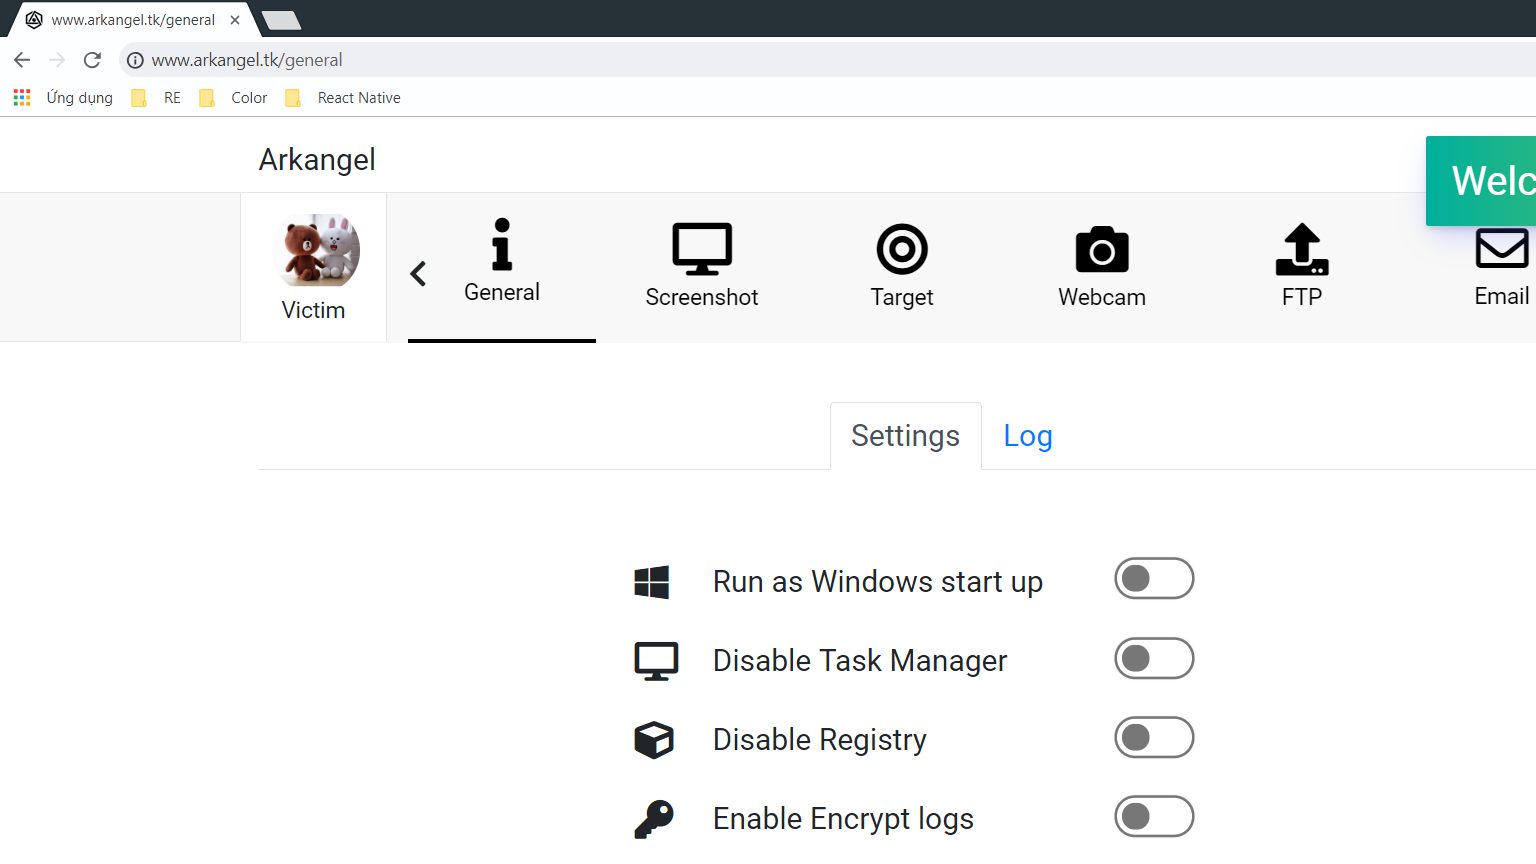 www.arkangel.tk/general
www.arkangel.tk/general
Ứng dụng RE Color React Native
Arkangel
Welc
Victim General Screenshot Target Webcam FTP Email
Settings Log
Run as Windows start up
Disable Task Manager
Disable Registry
Enable Encrypt logs